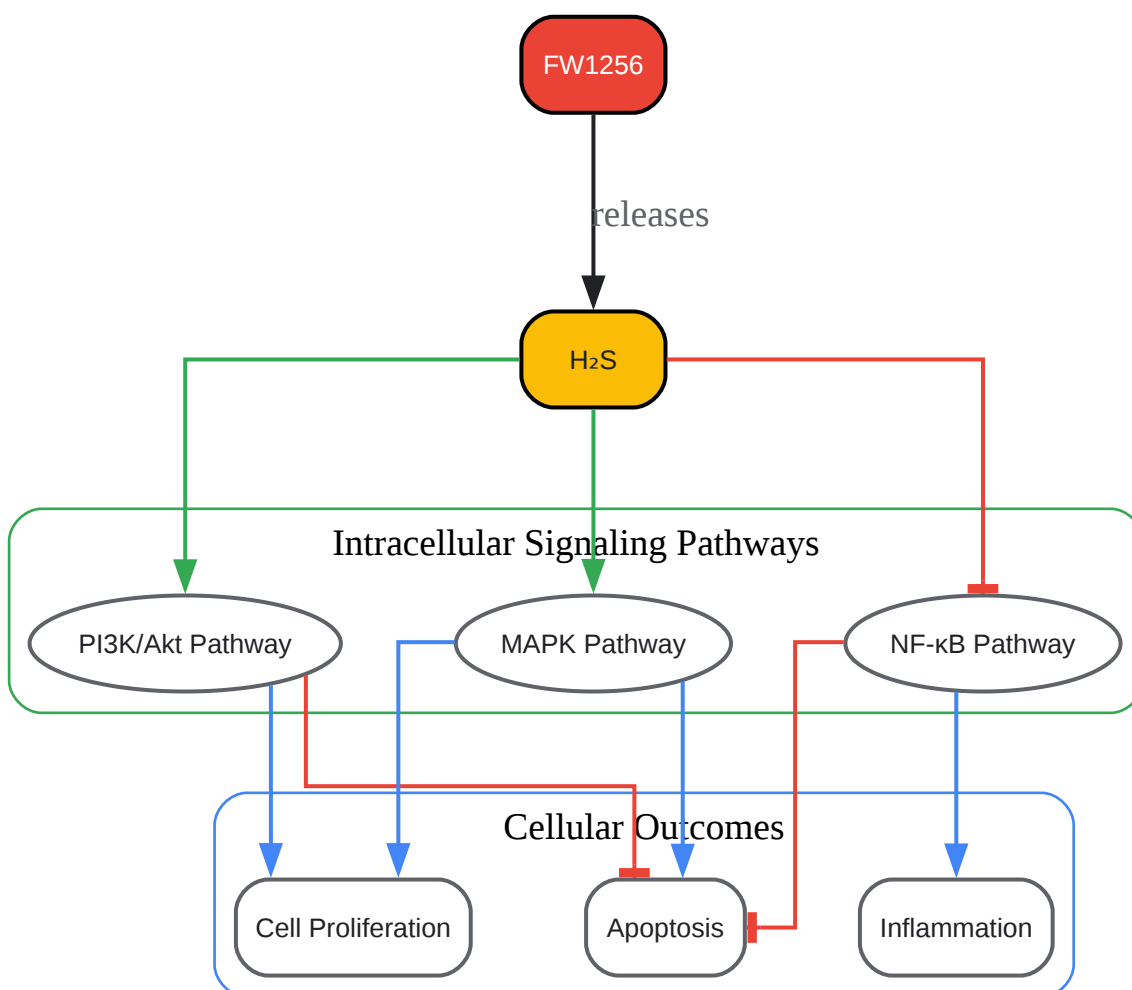 FW1256
releases
H₂S
Intracellular Signaling Pathways
PI3K/Akt Pathway
MAPK Pathway
NF-κB Pathway
Cellular Outcomes
Cell Proliferation
Apoptosis
Inflammation